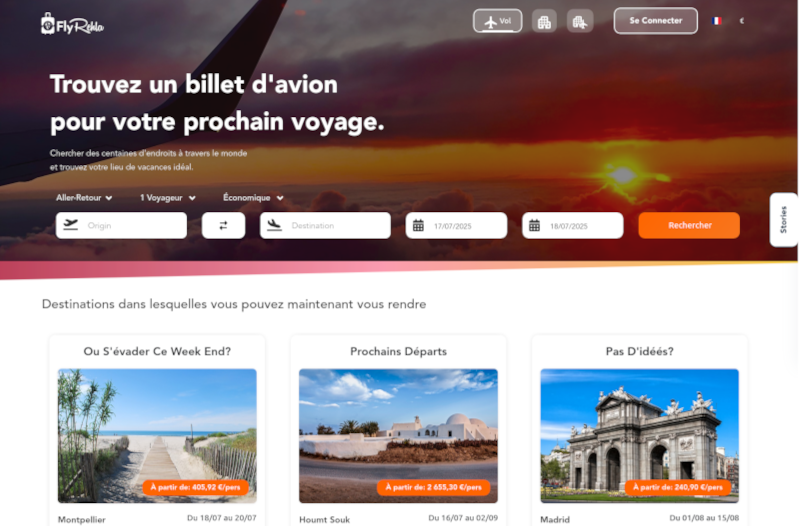 Fly Rihla
Vol
Se Connecter
€
Trouvez un billet d'avion
pour votre prochain voyage.
Chercher des centaines d'endroits à travers le monde
et trouvez votre lieu de vacances idéal.
Aller-Retour
1 Voyageur
Économique
Origin
Destination
17/07/2025
18/07/2025
Rechercher
Stories
Destinations dans lesquelles vous pouvez maintenant vous rendre
Ou S'évader Ce Week End?
Prochains Départs
Pas D'idéés?
À partir de: 405,92 €/pers
À partir de: 2 655,30 €/pers
À partir de: 240,90 €/pers
Montpellier
Du 18/07 au 20/07
Houmt Souk
Du 16/07 au 02/09
Madrid
Du 01/08 au 15/08